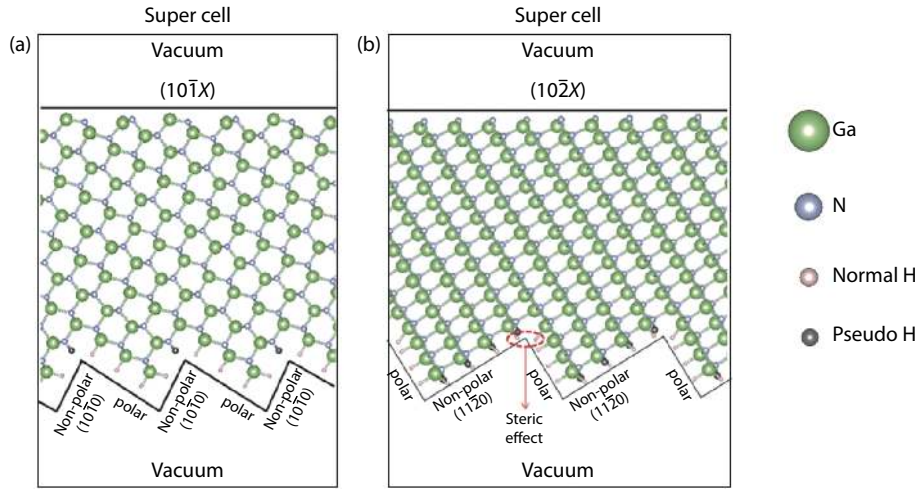 Super cell
(a)
Vacuum
(101̅X)
Non-polar
(101̅0)
polar
Non-polar
(101̅0)
polar
Non-polar
(101̅0)
Vacuum
Super cell
(b)
Vacuum
(102̅X)
polar
Non-polar
(112̅0)
polar
Non-polar
(112̅0)
polar
Steric
effect
Vacuum
Ga
N
Normal H
Pseudo H